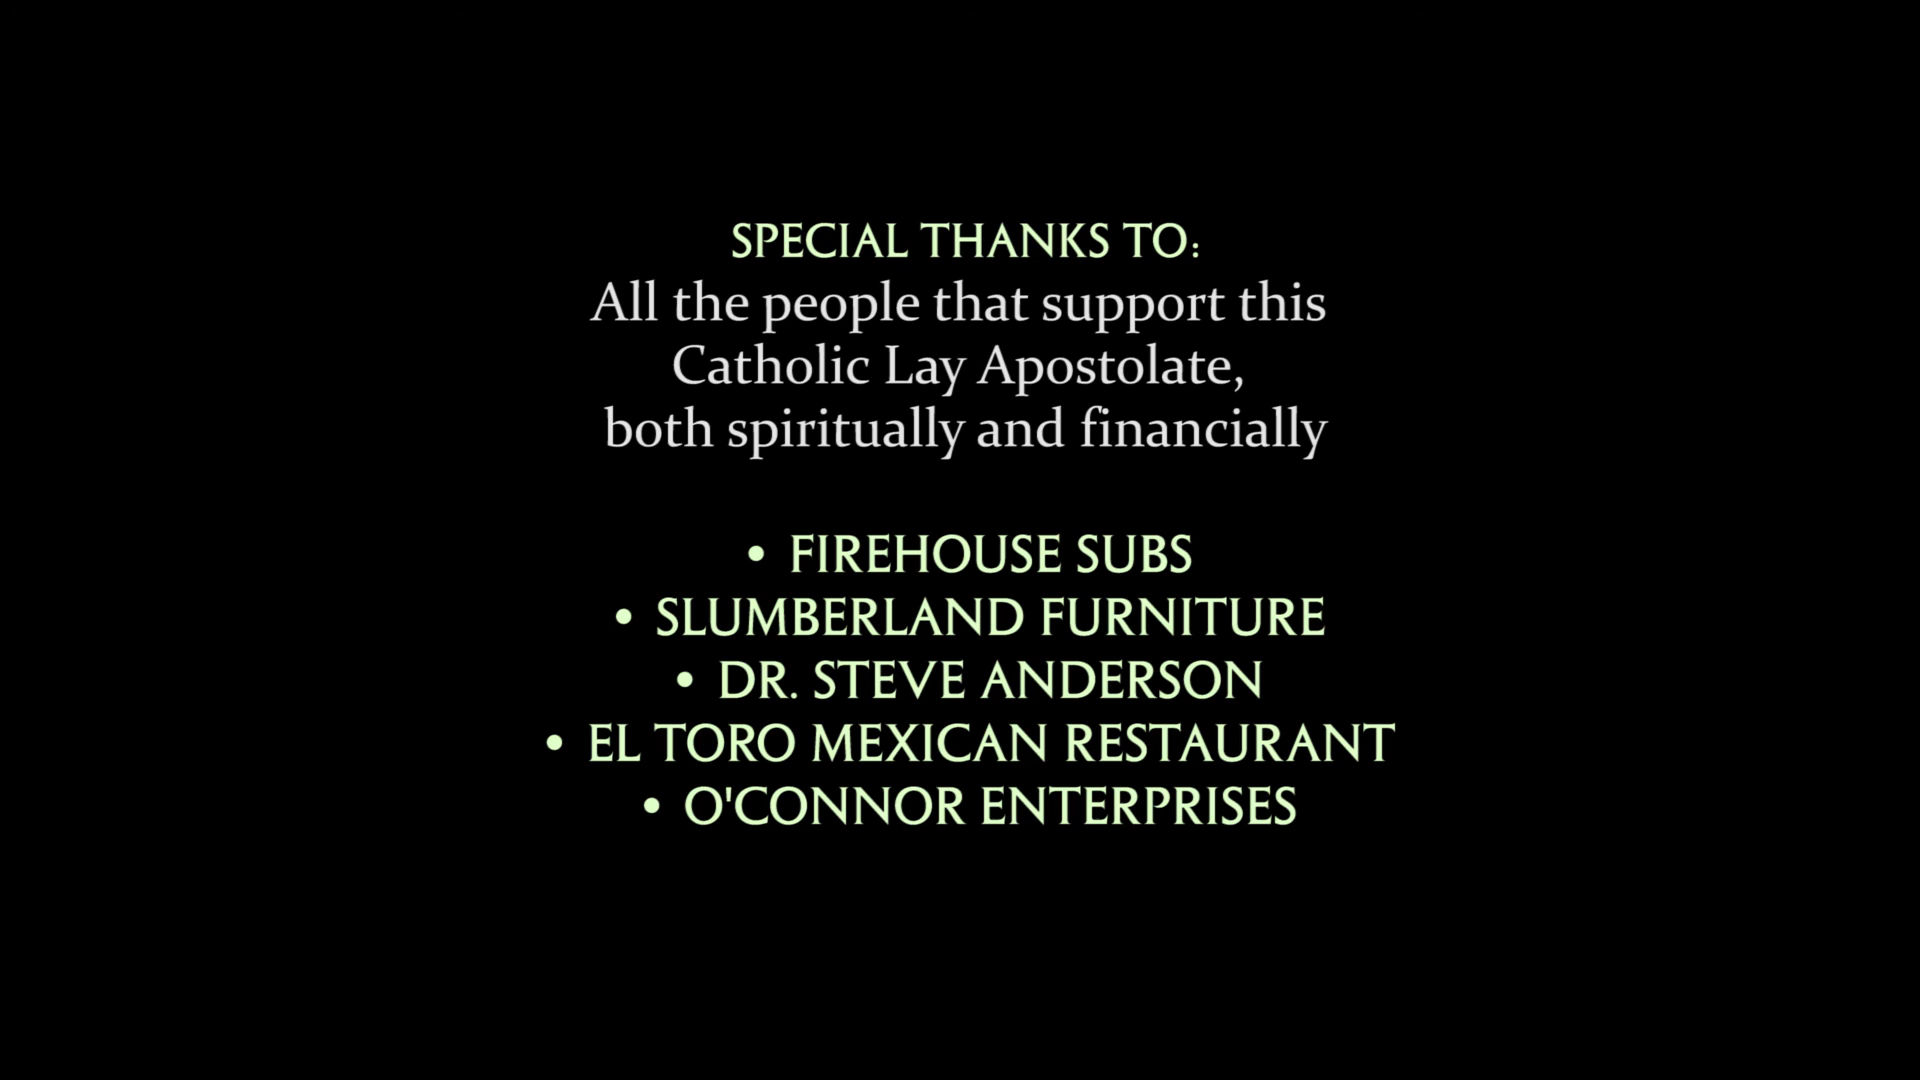 SPECIAL THANKS TO:
All the people that support this
Catholic Lay Apostolate,
both spiritually and financially
• FIREHOUSE SUBS
• SLUMBERLAND FURNITURE
• DR. STEVE ANDERSON
• EL TORO MEXICAN RESTAURANT
• O'CONNOR ENTERPRISES